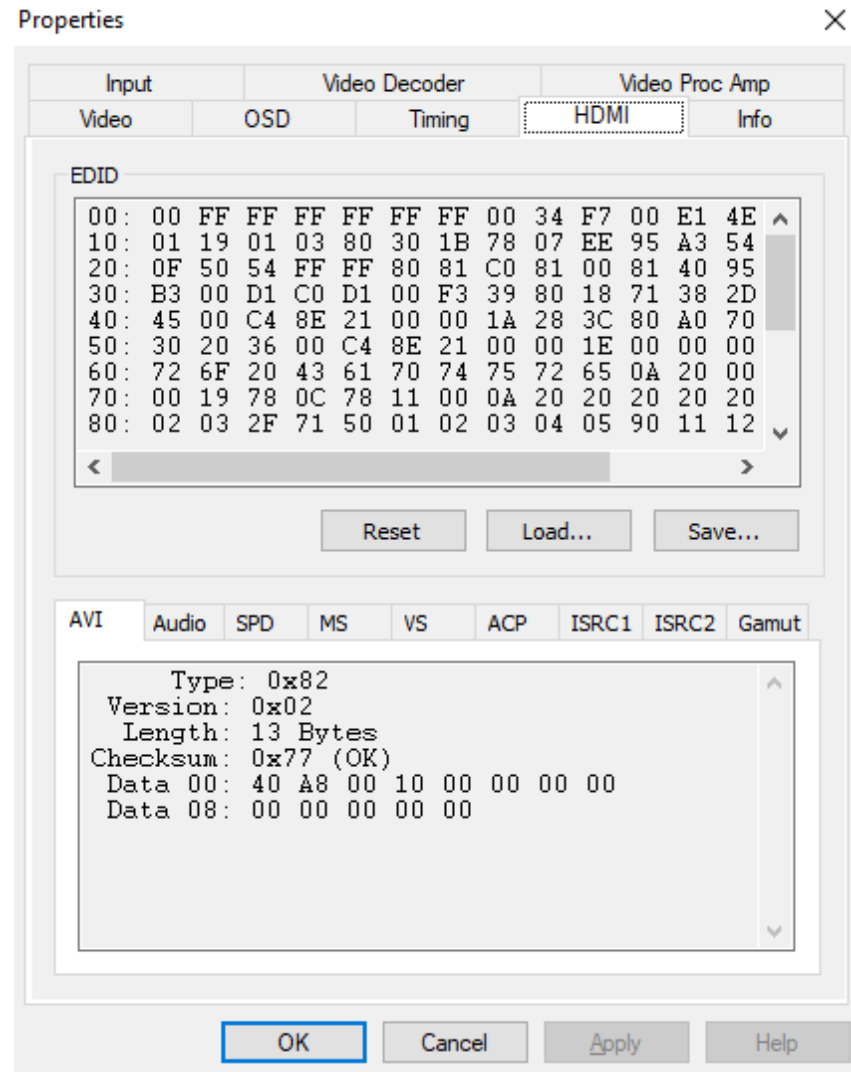 Properties
Input Video Decoder Video Proc Amp
Video OSD Timing HDMI Info
EDID
00: 00 FF FF FF FF FF FF 00 34 F7 00 E1 4E
10: 01 19 01 03 80 30 1B 78 07 EE 95 A3 54
20: 0F 50 54 FF FF 80 81 C0 81 00 81 40 95
30: B3 00 D1 C0 D1 00 F3 39 80 18 71 38 2D
40: 45 00 C4 8E 21 00 00 1A 28 3C 80 A0 70
50: 30 20 36 00 C4 8E 21 00 00 1E 00 00 00
60: 72 6F 20 43 61 70 74 75 72 65 0A 20 00
70: 00 19 78 0C 78 11 00 0A 20 20 20 20 20
80: 02 03 2F 71 50 01 02 03 04 05 90 11 12
Reset Load... Save...
AVI Audio SPD MS VS ACP ISRC1 ISRC2 Gamut
Type: 0x82
Version: 0x02
Length: 13 Bytes
Checksum: 0x77 (OK)
Data 00: 40 A8 00 10 00 00 00 00
Data 08: 00 00 00 00 00
OK Cancel Apply Help